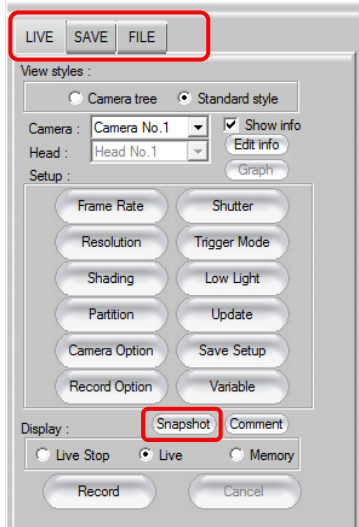 LIVE SAVE FILE
View styles :
Camera tree Standard style
Camera : Camera No.1 Show info
Head : Head No.1 Edit info
Setup : Graph
Frame Rate Shutter
Resolution Trigger Mode
Shading Low Light
Partition Update
Camera Option Save Setup
Record Option Variable
Display : Snapshot Comment
Live Stop Live Memory
Record Cancel